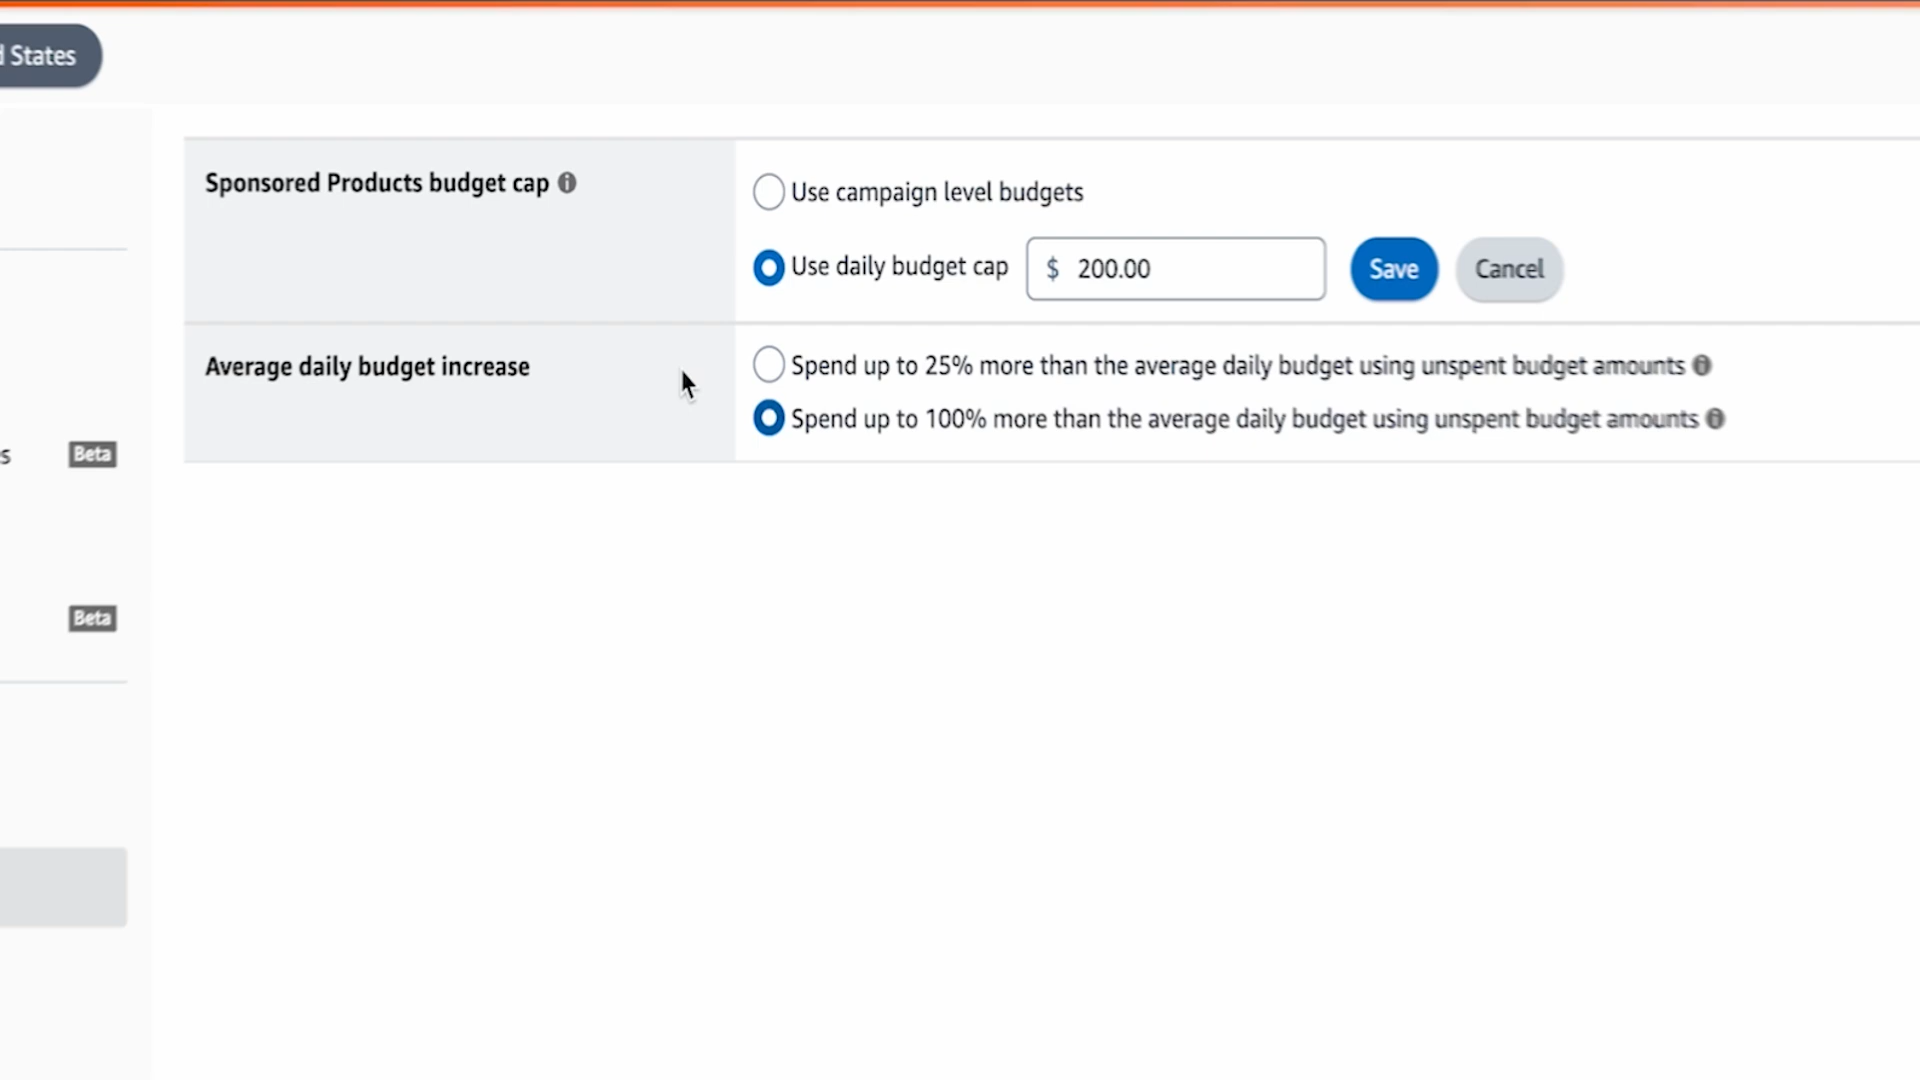 States
Sponsored Products budget cap
Use campaign level budgets
Use daily budget cap $ 200.00 Save Cancel
Average daily budget increase
Spend up to 25% more than the average daily budget using unspent budget amounts
Spend up to 100% more than the average daily budget using unspent budget amounts
s Beta
Beta